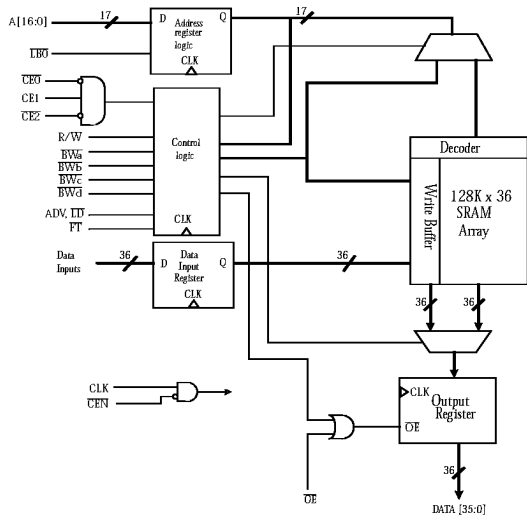 A[16:0] 17 D Address register logic Q 17
LBO CLK
CE0
CE1
CE2
R/W Control logic
BWa
BWb
BWc
BWd
ADV, LD
FT CLK
Decoder
Write Buffer
128K x 36
SRAM
Array
Data Inputs 36 D Data Input Register Q 36
CLK
36 36
CLK
CEN
CLK
Output Register
OE
OE
36
DATA [35:0]